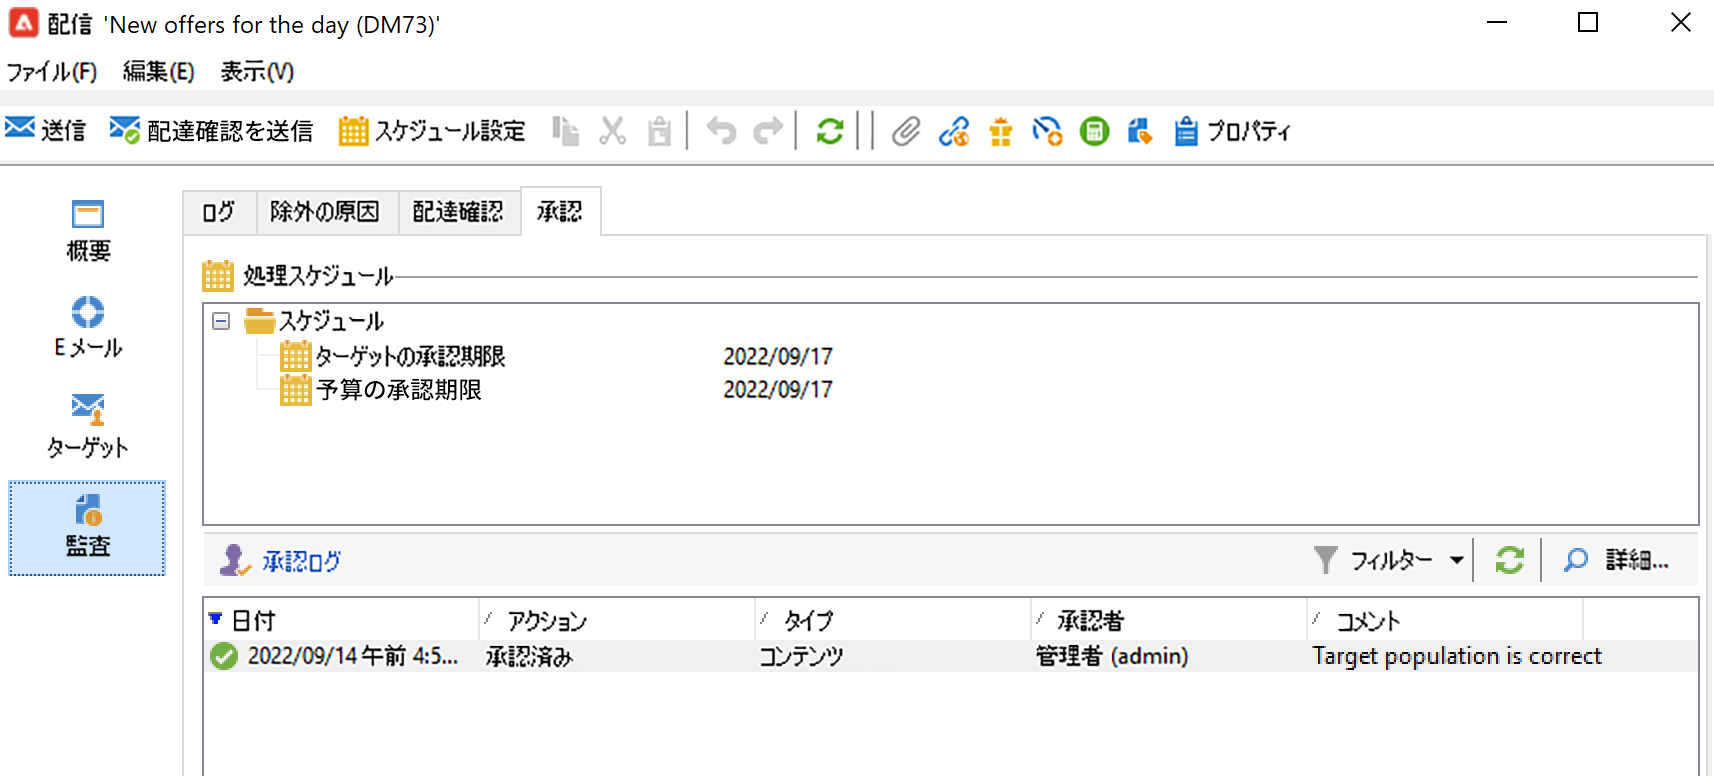 配信 'New offers for the day (DM73)'
ファイル(F) 編集(E) 表示(V)
送信 配達確認を送信 スケジュール設定 プロパティ
概要
Eメール
ターゲット
監査
ログ 除外の原因 配達確認 承認
処理スケジュール
スケジュール
ターゲットの承認期限 2022/09/17
予算の承認期限 2022/09/17
承認ログ フィルター 詳細...
日付 アクション タイプ 承認者 コメント
2022/09/14 午前 4:5... 承認済み コンテンツ 管理者 (admin) Target population is correct